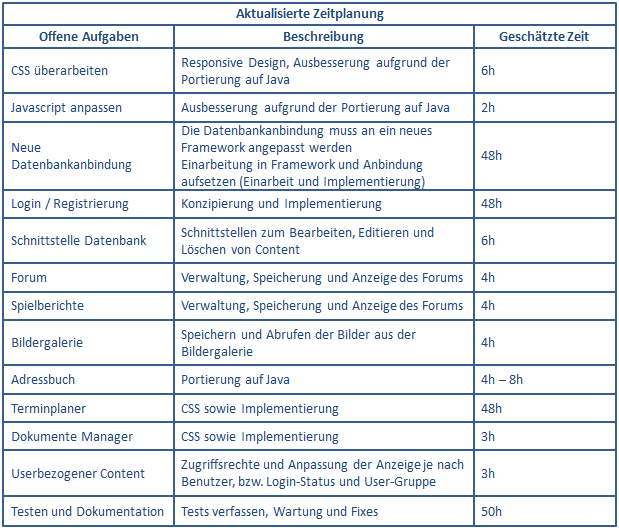 Aktualisierte Zeitplanung
Offene Aufgaben Beschreibung Geschätzte Zeit
CSS überarbeiten
Responsive Design, Ausbesserung aufgrund der
Portierung auf Java
6h
Javascript anpassen Ausbesserung aufgrund der Portierung auf Java 2h
Neue
Datenbankanbindung
Die Datenbankanbindung muss an ein neues
Framework angepasst werden
Einarbeitung in Framework und Anbindung
aufsetzen (Einarbeit und Implementierung)
48h
Login / Registrierung Konzipierung und Implementierung 48h
Schnittstelle Datenbank
Schnittstellen zum Bearbeiten, Editieren und
Löschen von Content
6h
Forum Verwaltung, Speicherung und Anzeige des Forums 4h
Spielberichte Verwaltung, Speicherung und Anzeige des Forums 4h
Bildergalerie
Speichern und Abrufen der Bilder aus der
Bildergalerie
4h
Adressbuch Portierung auf Java 4h – 8h
Terminplaner CSS sowie Implementierung 48h
Dokumente Manager CSS sowie Implementierung 3h
Userbezogener Content
Zugriffsrechte und Anpassung der Anzeige je nach
Benutzer, bzw. Login-Status und User-Gruppe
3h
Testen und Dokumentation Tests verfassen, Wartung und Fixes 50h